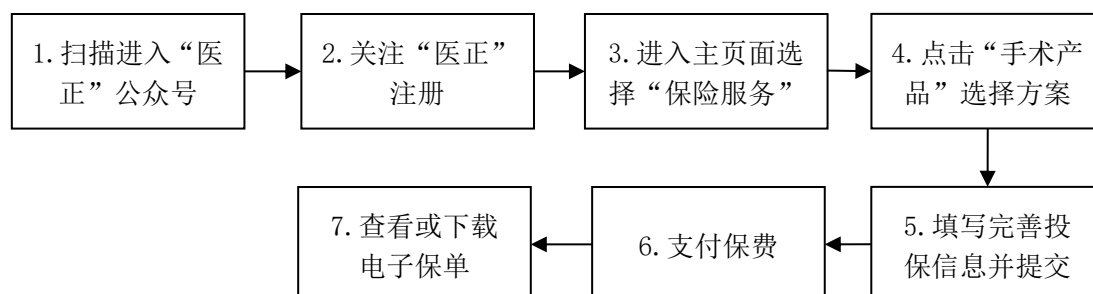 1.扫描进入“医
正”公众号
2.关注“医正”
注册
3.进入主页面选
择“保险服务”
4.点击“手术产
品”选择方案
5.填写完善投
保信息并提交
6.支付保费
7.查看或下载
电子保单